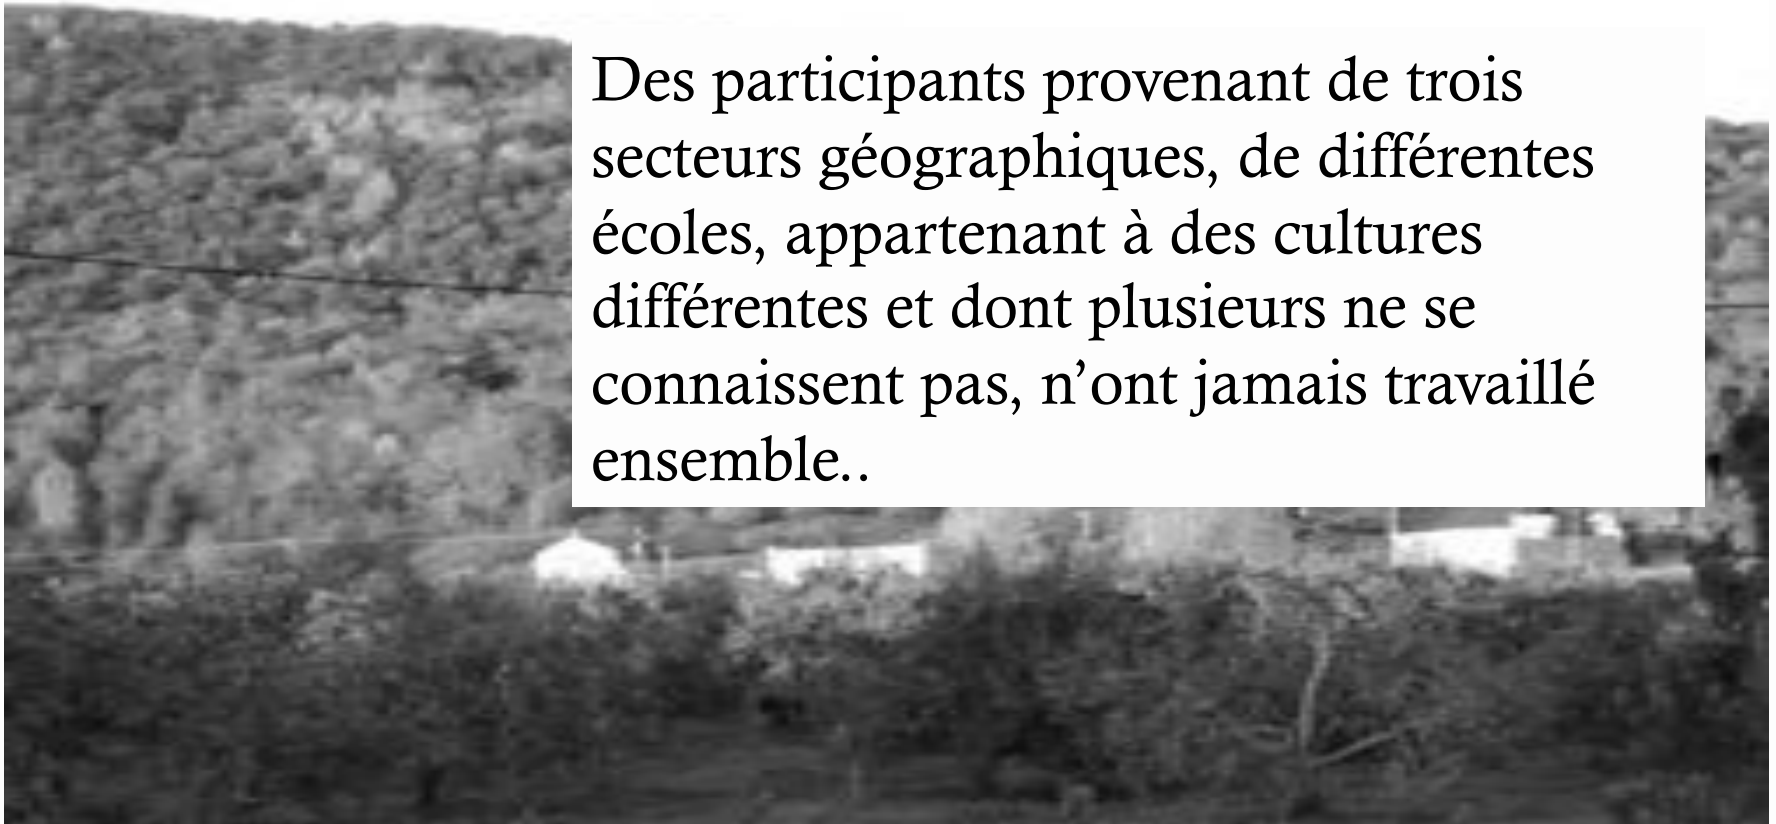 Des participants provenant de trois
secteurs géographiques, de différentes
écoles, appartenant à des cultures
différentes et dont plusieurs ne se
connaissent pas, n’ont jamais travaillé
ensemble..